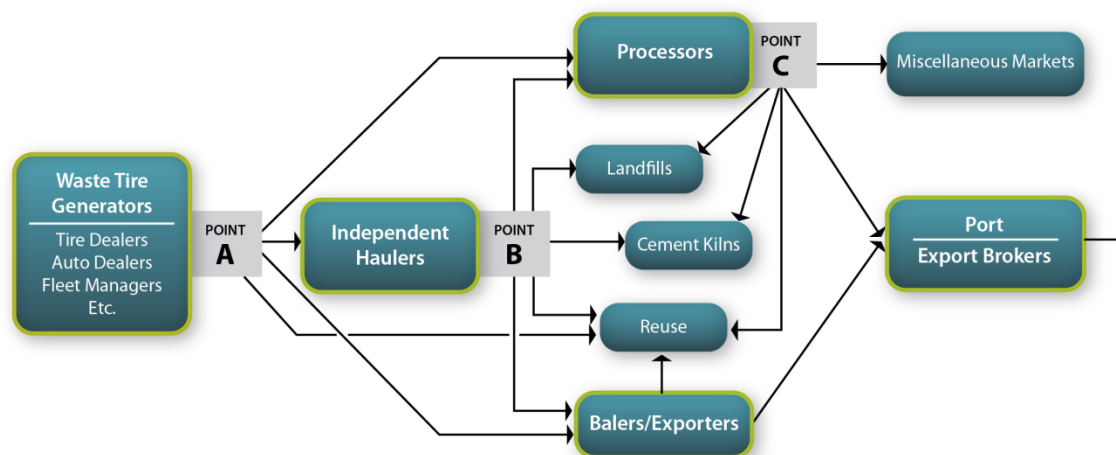 Waste Tire
Generators
Tire Dealers
Auto Dealers
Fleet Managers
Etc.
POINT
A
Independent
Haulers
POINT
B
Processors
POINT
C
Miscellaneous Markets
Landfills
Cement Kilns
Reuse
Balers/Exporters
Port
Export Brokers